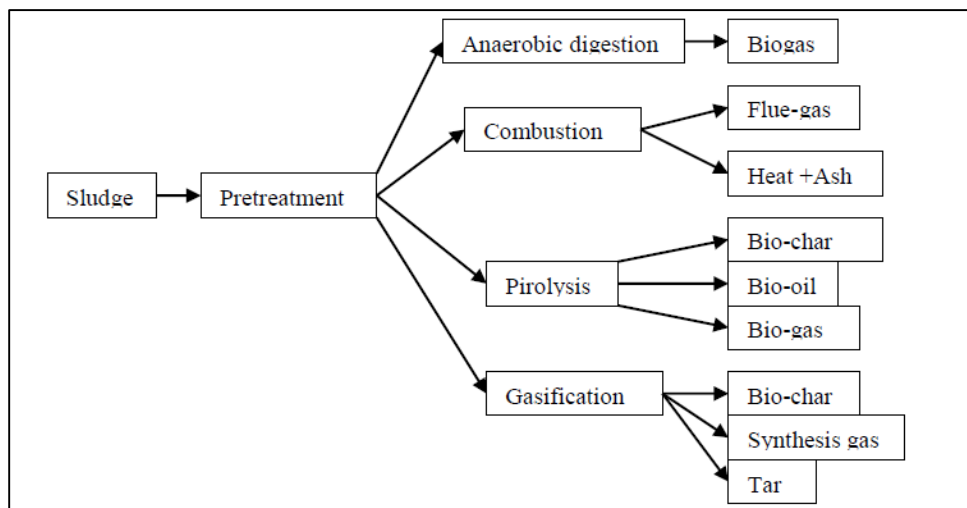 Anaerobic digestion
Biogas
Combustion
Flue-gas
Heat +Ash
Sludge
Pretreatment
Pirolysis
Bio-char
Bio-oil
Bio-gas
Gasification
Bio-char
Synthesis gas
Tar